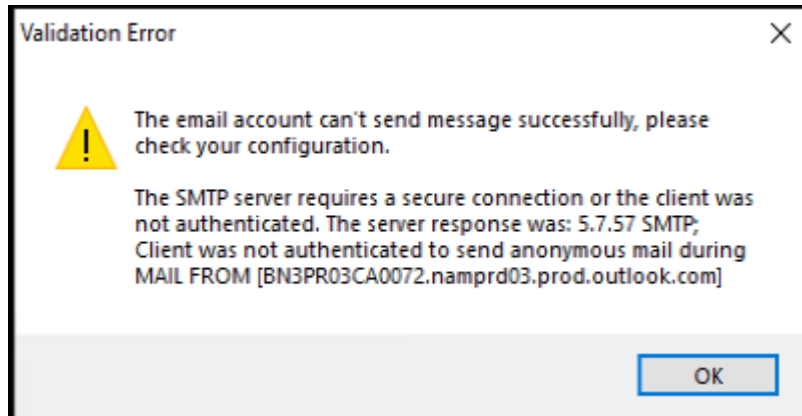 Validation Error
The email account can't send message successfully, please
check your configuration.
The SMTP server requires a secure connection or the client was
not authenticated. The server response was: 5.7.57 SMTP;
Client was not authenticated to send anonymous mail during
MAIL FROM [BN3PR03CA0072.namprd03.prod.outlook.com]
OK